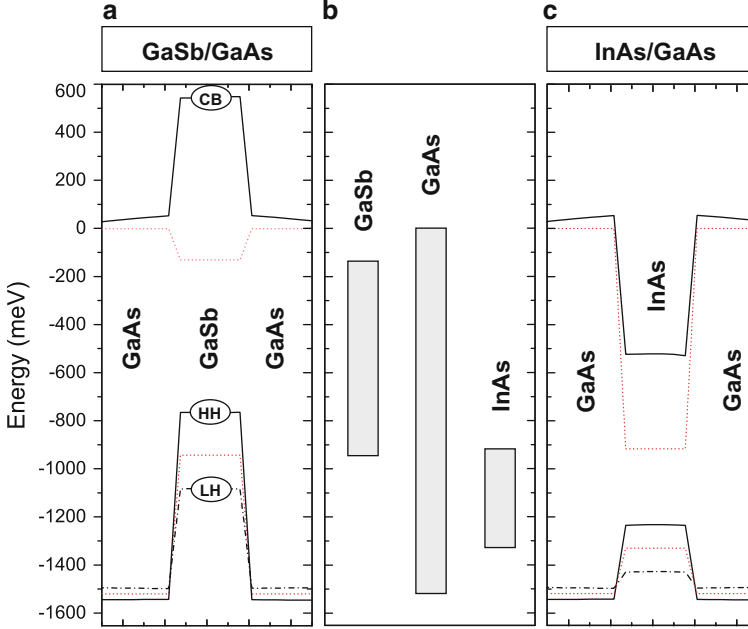 a
b
c
GaSb/GaAs
InAs/GaAs
Energy (meV)
600
400
200
0
-200
-400
-600
-800
-1000
-1200
-1400
-1600
CB
HH
LH
GaAs
GaSb
GaAs
GaSb
GaAs
InAs
GaAs
InAs
GaAs